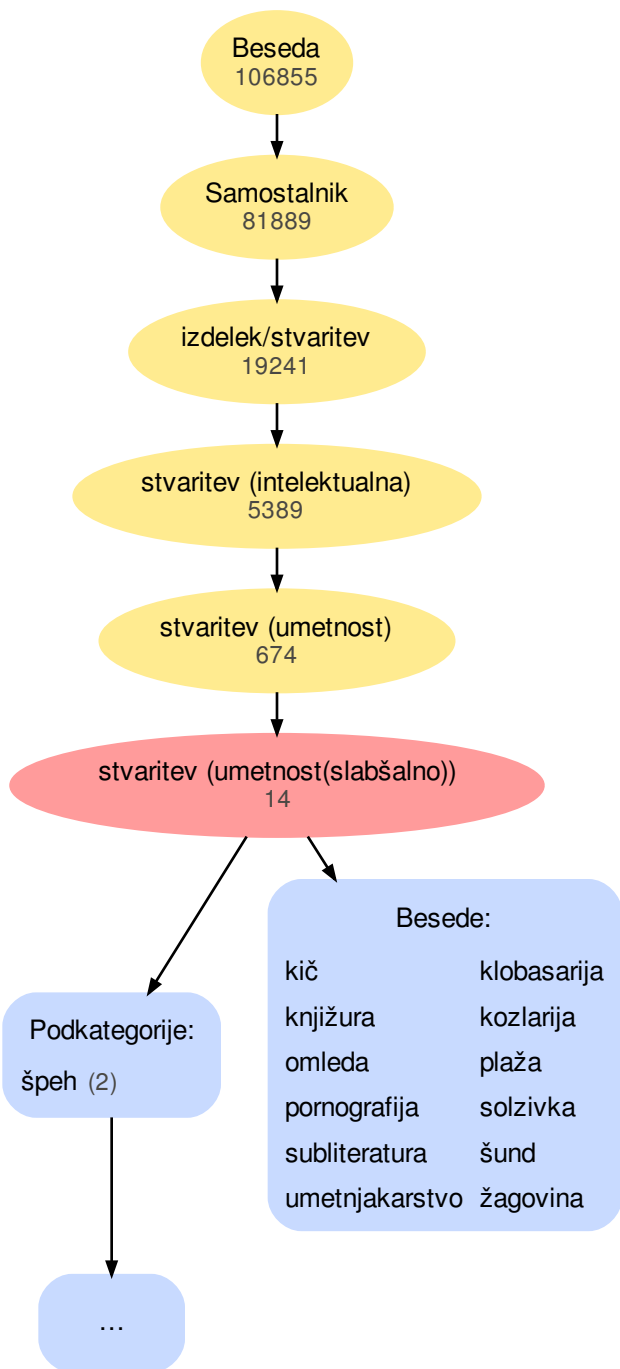 Beseda
106855
Samostalnik
81889
izdelek/stvaritev
19241
stvaritev (intelektualna)
5389
stvaritev (umetnost)
674
stvaritev (umetnost(slabšalno))
14
Podkategorije:
špeh (2)
...
Besede:
kič klobasarija
knjižura kozlarija
omleda plaža
pornografija solzivka
subliteratura šund
umetnjakarstvo žagovina